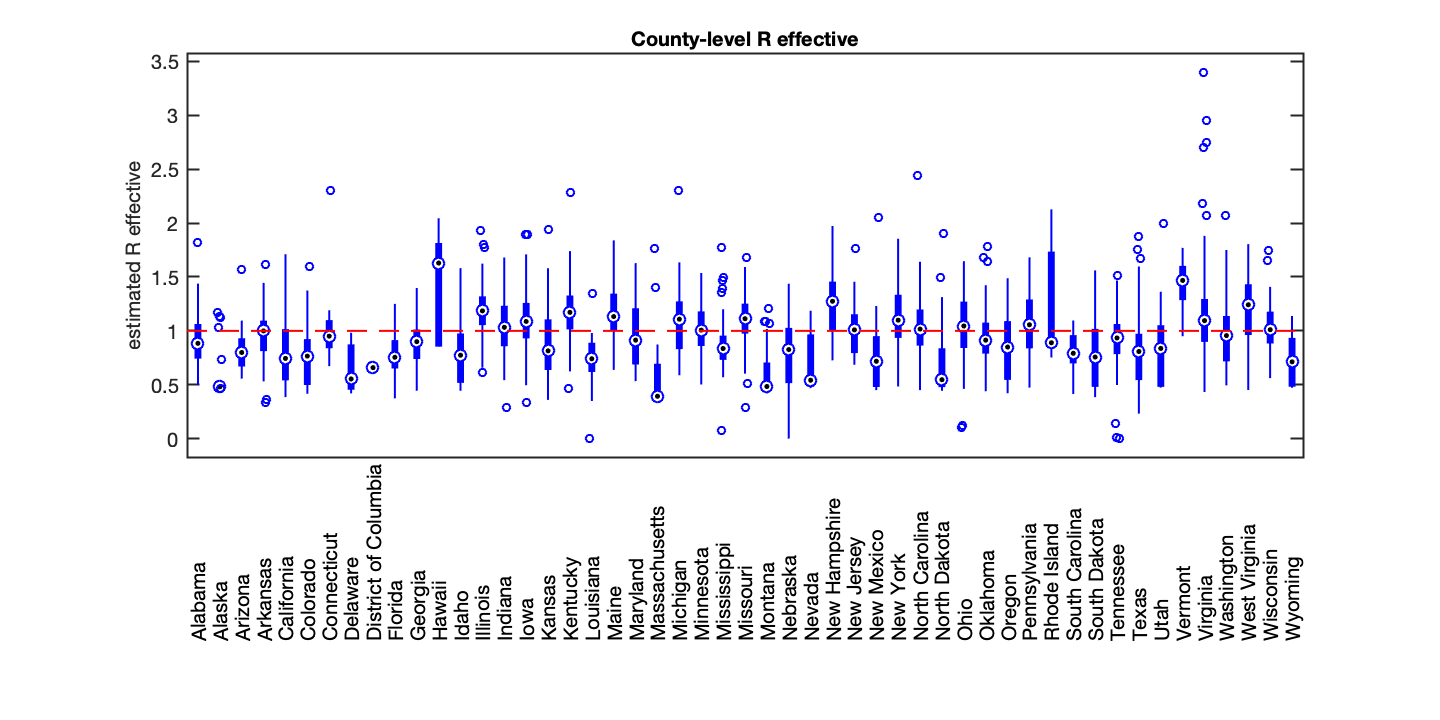 County-level R effective
estimated R effective
3.5
3
2.5
2
1.5
1
0.5
0
Alabama
Alaska
Arizona
Arkansas
California
Colorado
Connecticut
Delaware
District of Columbia
Florida
Georgia
Hawaii
Idaho
Illinois
Indiana
Iowa
Kansas
Kentucky
Louisiana
Maine
Maryland
Massachusetts
Michigan
Minnesota
Mississippi
Missouri
Montana
Nebraska
Nevada
New Hampshire
New Jersey
New Mexico
New York
North Carolina
North Dakota
Ohio
Oklahoma
Oregon
Pennsylvania
Rhode Island
South Carolina
South Dakota
Tennessee
Texas
Utah
Vermont
Virginia
Washington
West Virginia
Wisconsin
Wyoming